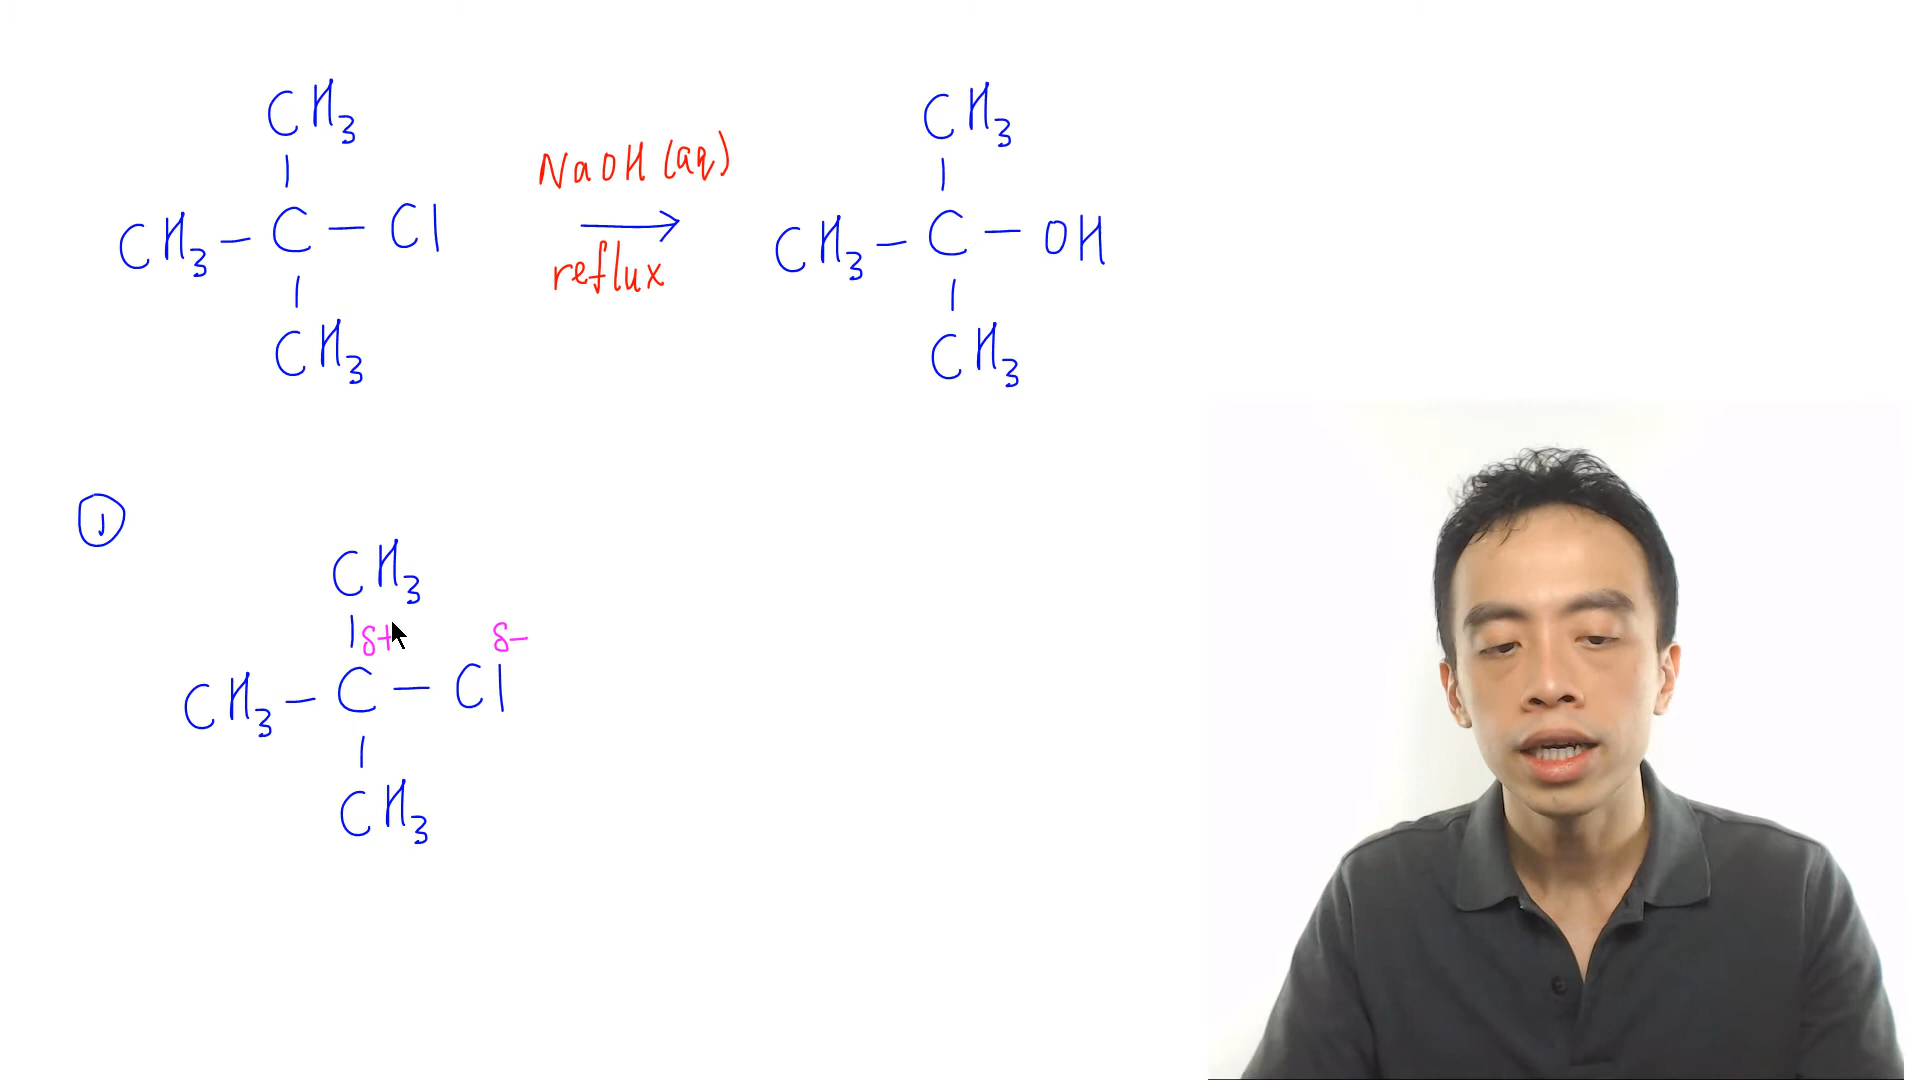 CH3 CH3
NaOH (aq)
CH3 - C - Cl → CH3 - C - OH
reflux
CH3 CH3
①
CH3
δ+ δ-
CH3 - C - Cl
CH3